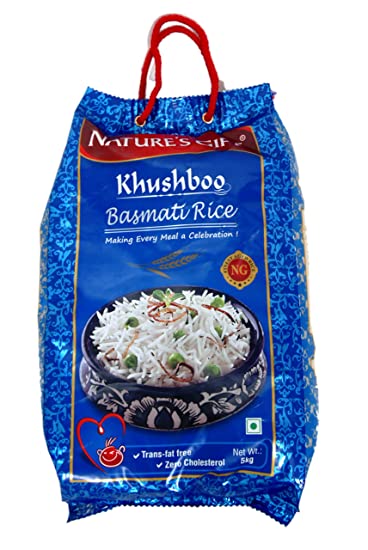 NATURE'S GIFT®
Khushboo
Basmati Rice
Making Every Meal a Celebration !
NG
Trans-fat free
Zero Cholesterol
Net Wt.:
5kg